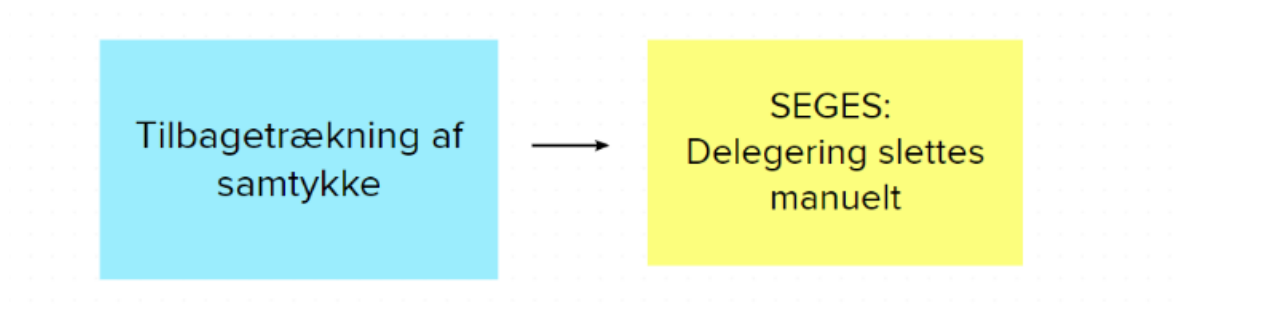 Tilbagetrækning af
samtykke
SEGES:
Delegering slettes
manuelt